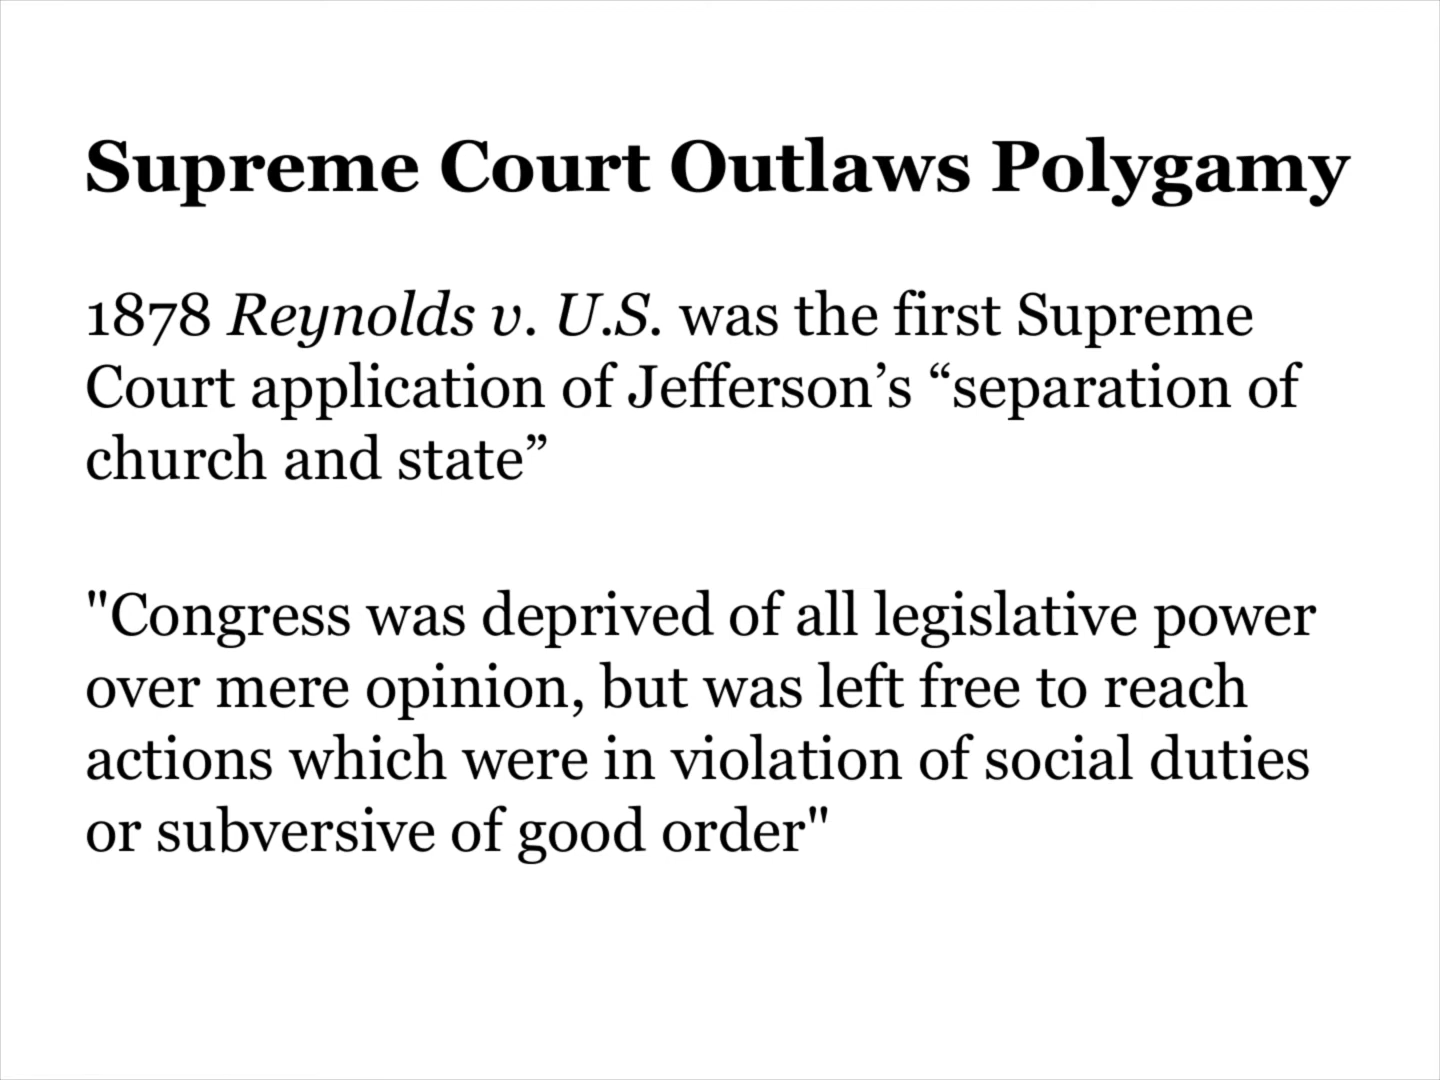 Supreme Court Outlaws Polygamy
1878 Reynolds v. U.S. was the first Supreme
Court application of Jefferson’s “separation of
church and state”
"Congress was deprived of all legislative power
over mere opinion, but was left free to reach
actions which were in violation of social duties
or subversive of good order"